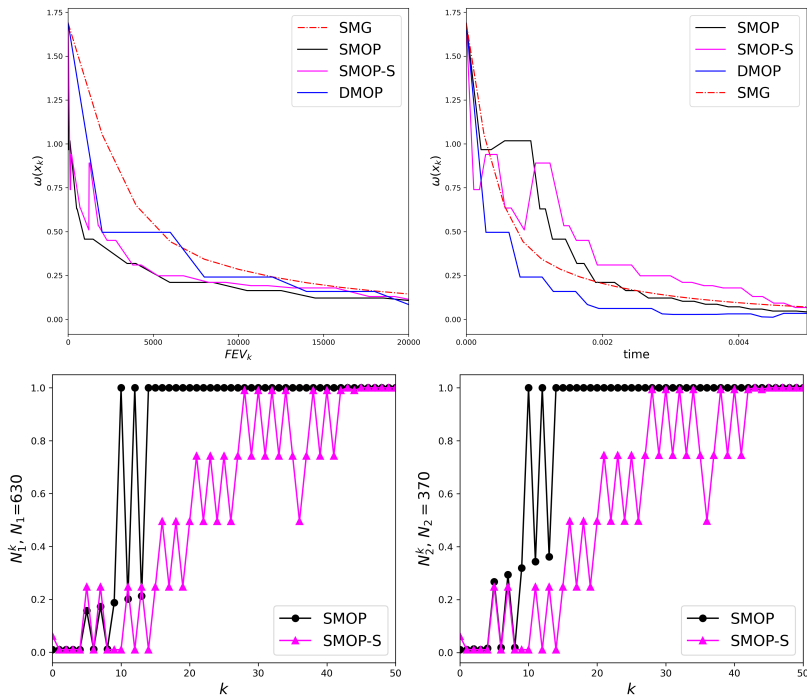 1.75
1.50
1.25
1.00
0.75
0.50
0.25
0.00
ω(x_k)
0
5000
10000
15000
20000
FEV_k
SMG
SMOP
SMOP-S
DMOP
1.75
1.50
1.25
1.00
0.75
0.50
0.25
0.00
ω(x_k)
0.000
0.002
0.004
time
SMOP
SMOP-S
DMOP
SMG
1.0
0.8
0.6
0.4
0.2
0.0
N_1^k, N_1=630
0
10
20
30
40
50
k
SMOP
SMOP-S
1.0
0.8
0.6
0.4
0.2
0.0
N_2^k, N_2 = 370
0
10
20
30
40
50
k
SMOP
SMOP-S